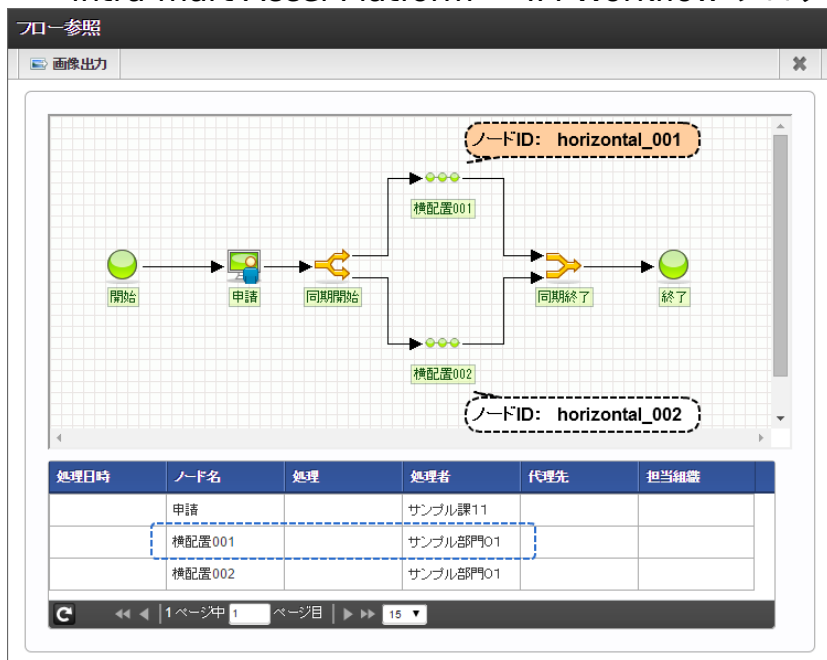 intra-mart Accel Platform
IM-Workflow
フロー参照
画像出力
ノードID: horizontal_001
横配置001
開始
申請
同期開始
同期終了
終了
横配置002
ノードID: horizontal_002
処理日時 ノード名 処理 処理者 代理先 担当組織
申請 サンプル課11
横配置001 サンプル部門01
横配置002 サンプル部門01
1 ページ中 1 ページ目 15